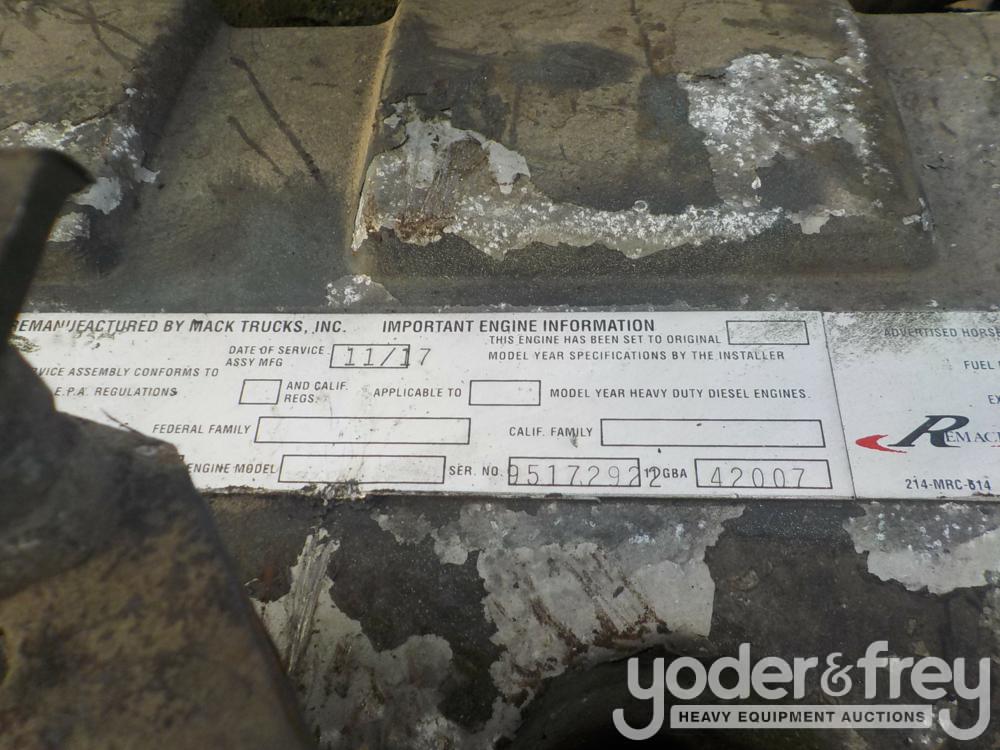 REMANUFACTURED BY MACK TRUCKS, INC. IMPORTANT ENGINE INFORMATION
THIS ENGINE HAS BEEN SET TO ORIGINAL
MODEL YEAR SPECIFICATIONS BY THE INSTALLER
DATE OF SERVICE
ASSY MFG 11/17
ASSEMBLY CONFORMS TO
E.P.A. REGULATIONS AND CALIF. REGS. APPLICABLE TO MODEL YEAR HEAVY DUTY DIESEL ENGINES.
FEDERAL FAMILY CALIF. FAMILY
ENGINE MODEL SER. NO. GBA 42007
ADVERTISED
FUEL
214-MRC-614
yoder&frey
HEAVY EQUIPMENT AUCTIONS